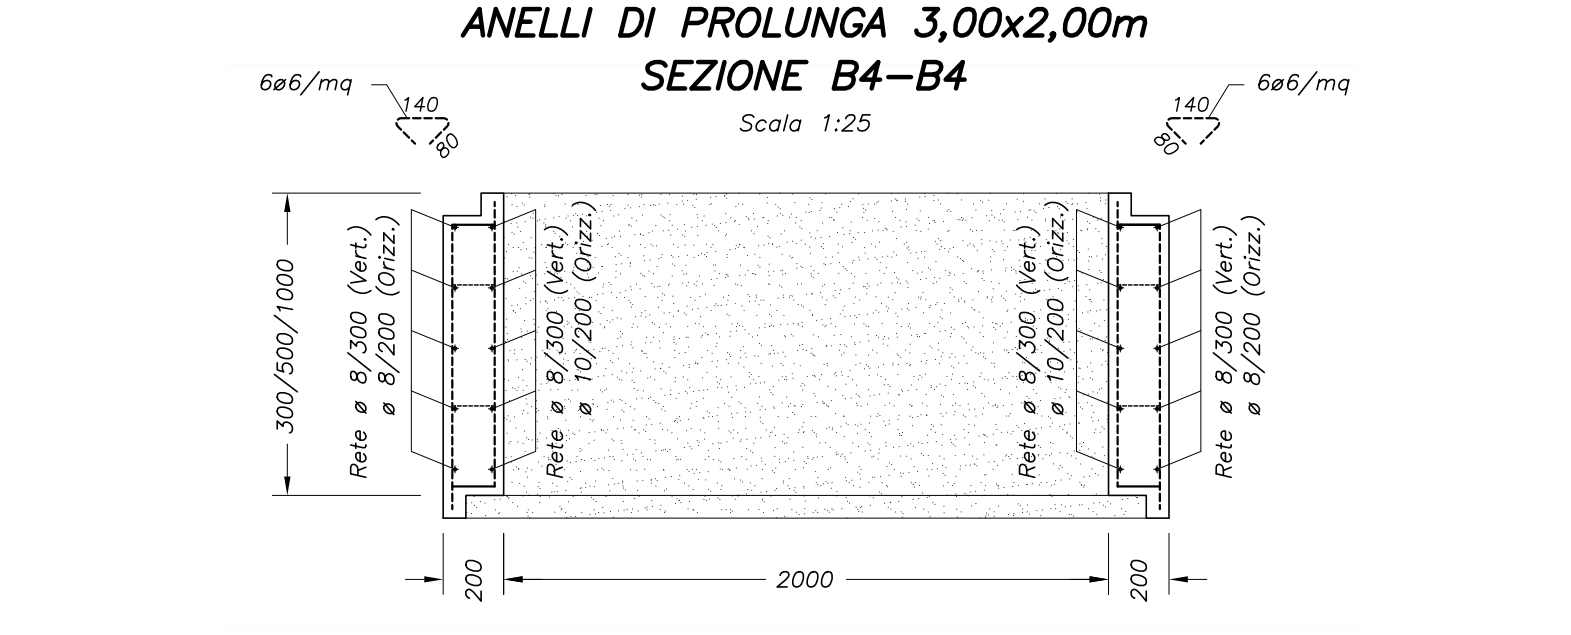 ANELLI DI PROLUNGA 3,00x2,00m
SEZIONE B4-B4
Scala 1:25
6ø6/mq
140
80
6ø6/mq
140
80
300/500/1000
Rete ø 8/300 (Vert.)
ø 8/200 (Orizz.)
Rete ø 8/300 (Vert.)
ø 10/200 (Orizz.)
Rete ø 8/300 (Vert.)
ø 10/200 (Orizz.)
Rete ø 8/300 (Vert.)
ø 8/200 (Orizz.)
200
2000
200